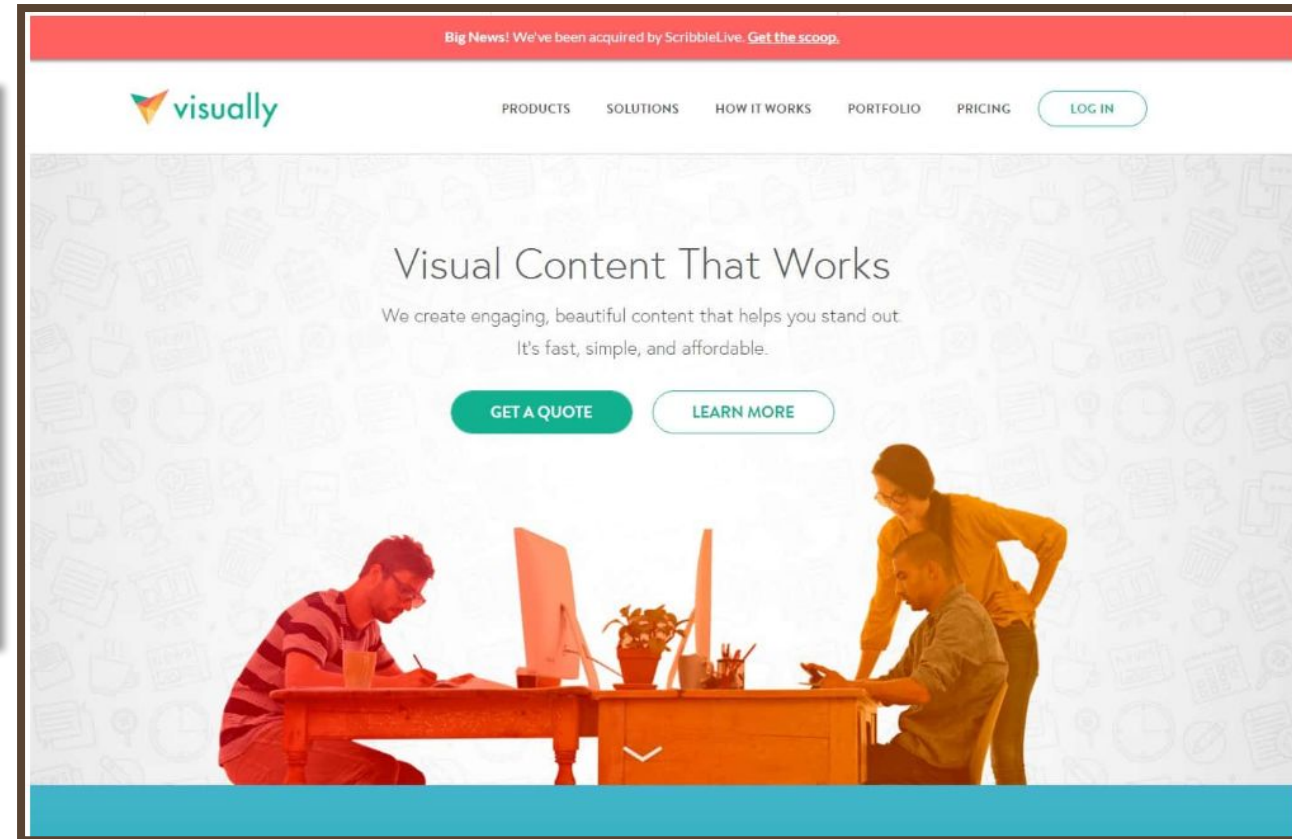 Big News! We've been acquired by ScribbleLive. Get the scoop.
visually
PRODUCTS SOLUTIONS HOW IT WORKS PORTFOLIO PRICING LOG IN
Visual Content That Works
We create engaging, beautiful content that helps you stand out.
It's fast, simple, and affordable.
GET A QUOTE LEARN MORE